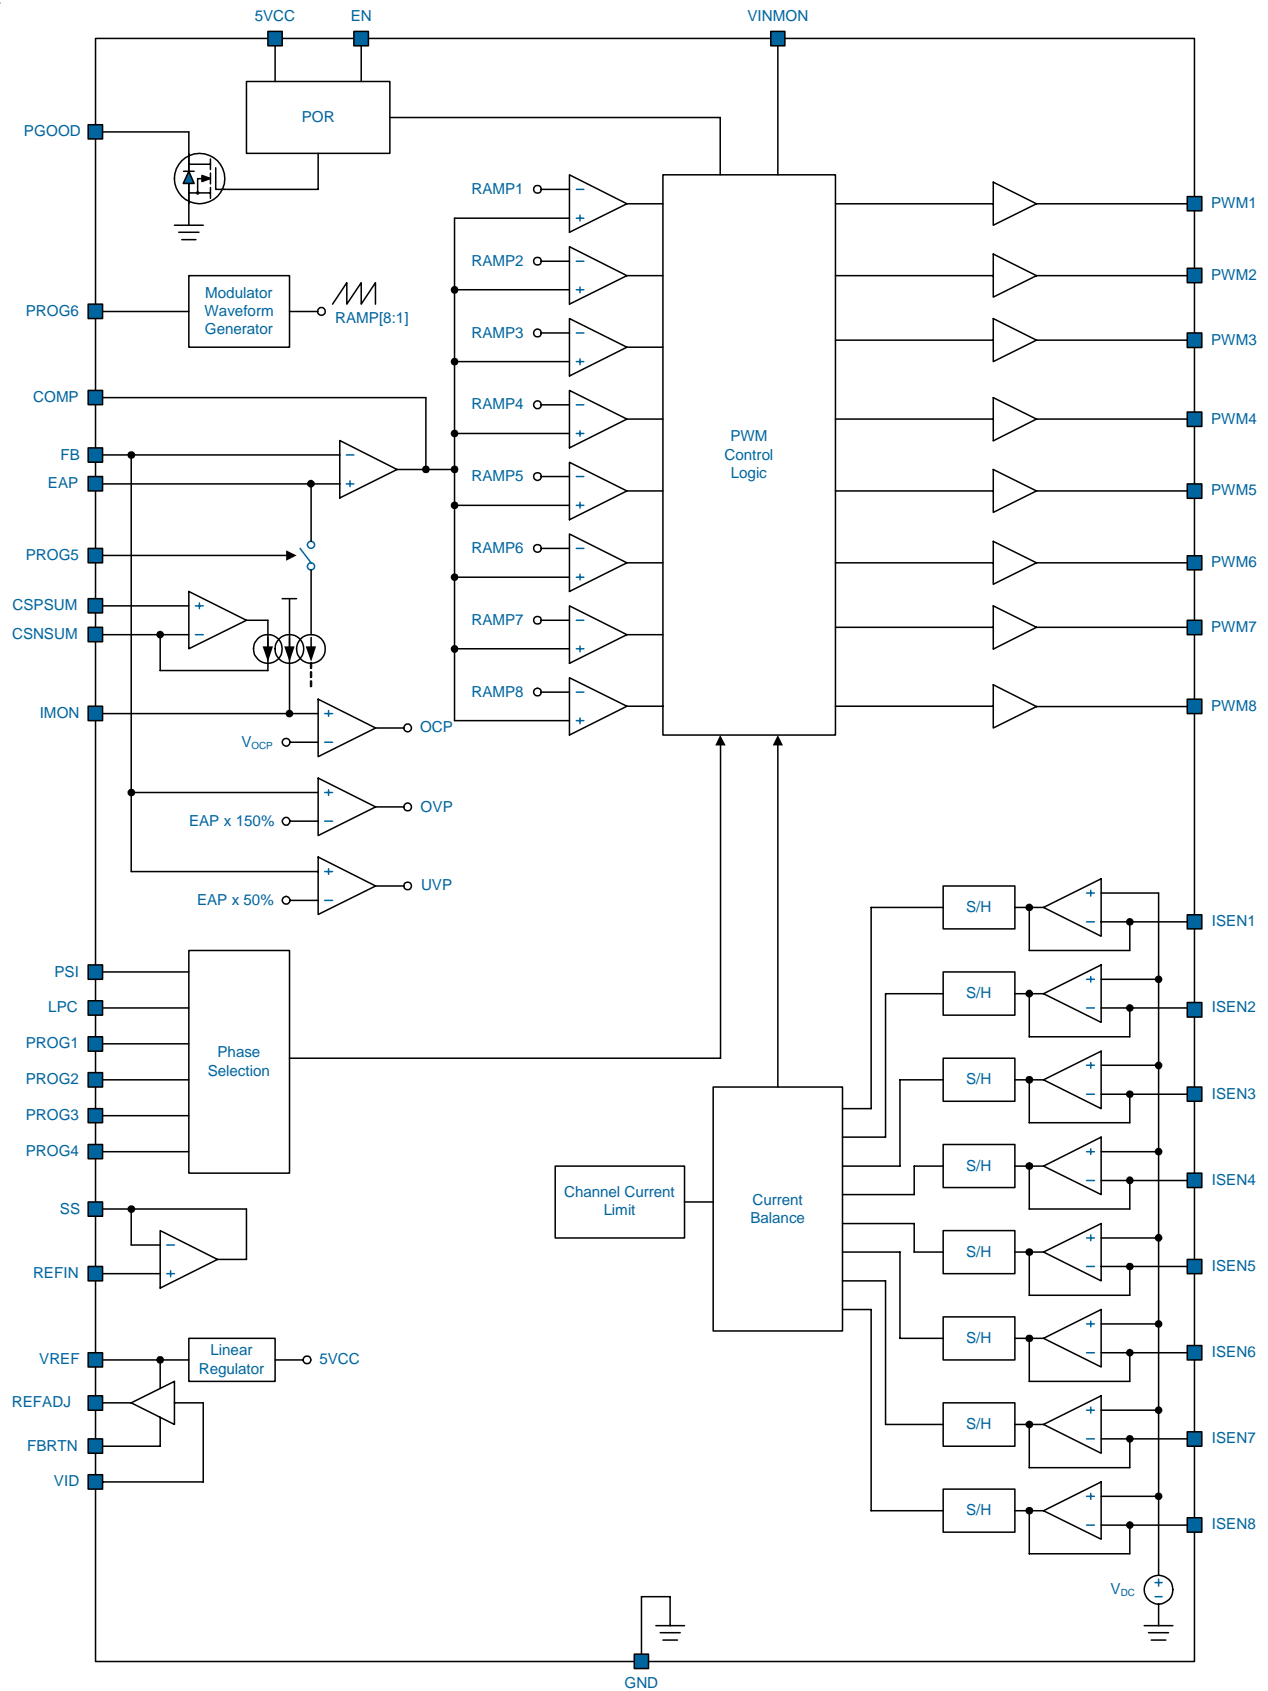 5VCC
EN
VINMON
POR
PGOOD
RAMP1
−
+
PWM1
RAMP2
−
+
PWM2
PROG6
Modulator
Waveform
Generator
RAMP[8:1]
RAMP3
−
+
PWM3
COMP
RAMP4
−
+
PWM4
PWM
Control
Logic
FB
−
EAP
+
RAMP5
−
+
PWM5
PROG5
RAMP6
−
+
PWM6
CSPSUM
+
CSNSUM
−
RAMP7
−
+
PWM7
RAMP8
−
+
PWM8
IMON
+
VOCP
−
OCP
+
EAP x 150%
−
OVP
+
EAP x 50%
−
UVP
S/H
+
−
ISEN1
PSI
LPC
PROG1
PROG2
PROG3
PROG4
Phase
Selection
S/H
+
−
ISEN2
S/H
+
−
ISEN3
Channel Current
Limit
Current
Balance
S/H
+
−
ISEN4
SS
−
REFIN
+
S/H
+
−
ISEN5
VREF
Linear
Regulator
5VCC
REFADJ
FBRTN
VID
S/H
+
−
ISEN6
S/H
+
−
ISEN7
S/H
+
−
ISEN8
VDC
+
−
GND